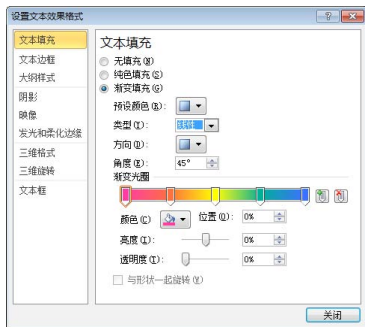 设置文本效果格式
文本填充
文本边框
大纲样式
阴影
映像
发光和柔化边缘
三维格式
三维旋转
文本框
文本填充
无填充(N)
纯色填充(S)
渐变填充(G)
预设颜色(R):
类型(Y): 线性
方向(D):
角度(E): 45°
渐变光圈
颜色(C) 位置(O): 0%
亮度(I): 0%
透明度(T): 0%
与形状一起旋转(W)
关闭